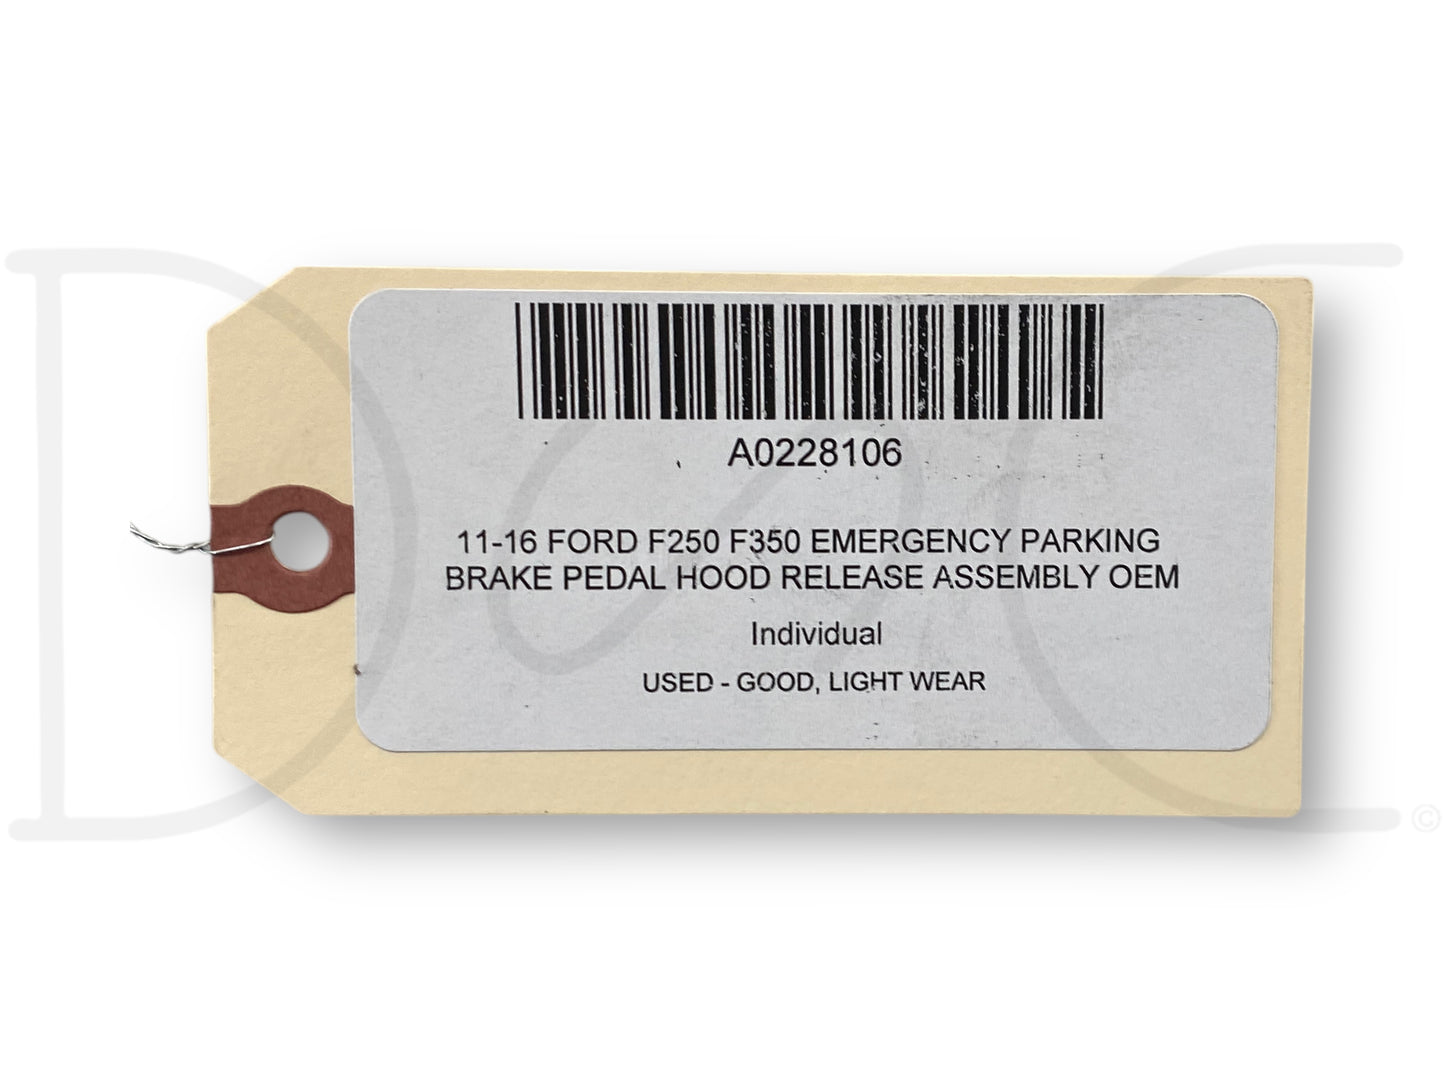 A0228106
11-16 FORD F250 F350 EMERGENCY PARKING
BRAKE PEDAL HOOD RELEASE ASSEMBLY OEM
Individual
USED - GOOD, LIGHT WEAR
©